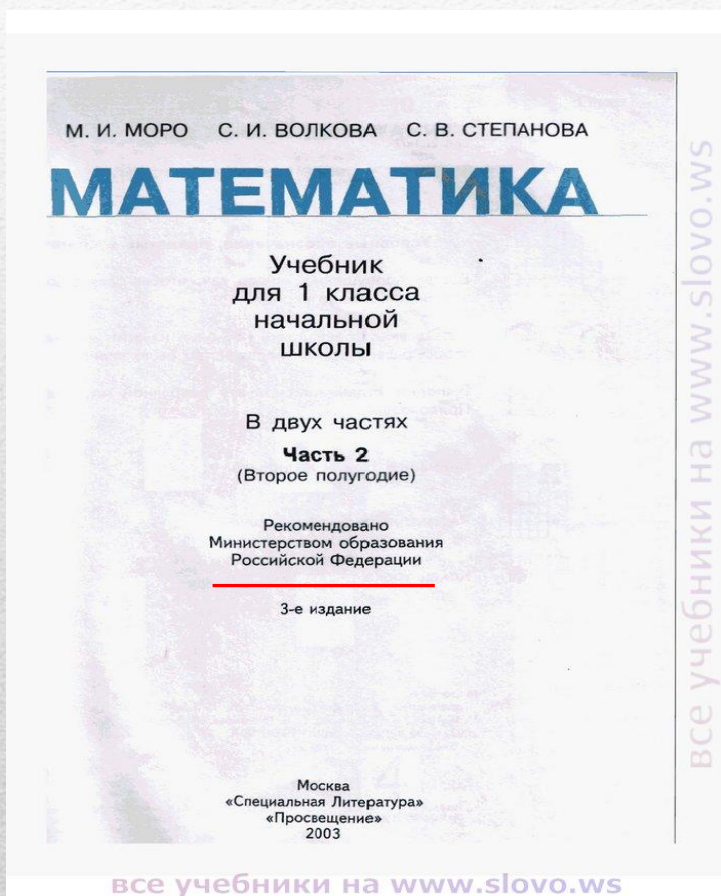 М. И. МОРО С. И. ВОЛКОВА С. В. СТЕПАНОВА
МАТЕМАТИКА
Учебник
для 1 класса
начальной
школы
В двух частях
Часть 2
(Второе полугодие)
Рекомендовано
Министерством образования
Российской Федерации
3-е издание
Москва
«Специальная Литература»
«Просвещение»
2003
все учебники на www.slovo.ws
все учебники на www.slovo.ws